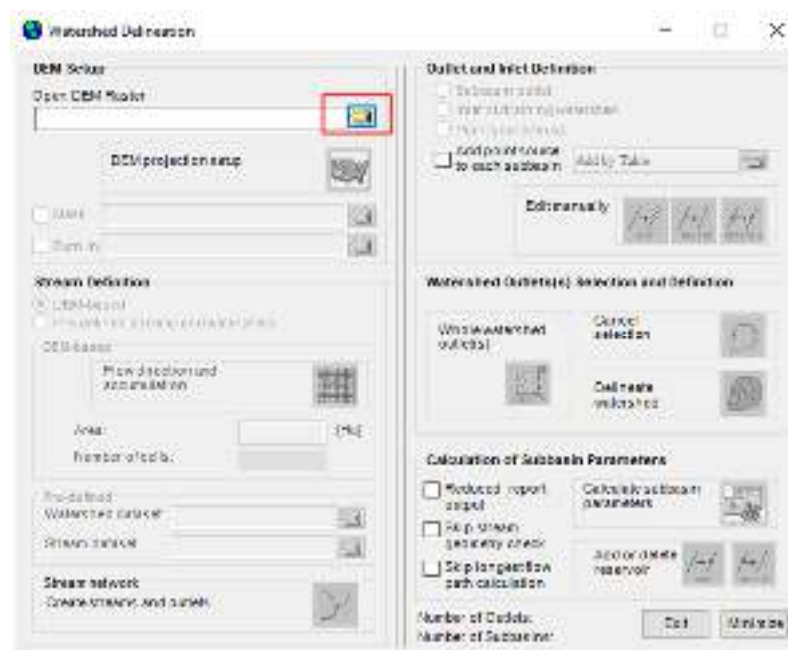 Watershed Delineation
DEM Setup
Open DEM Raster
DEM projection setup
Mask
Burn In
Stream Definition
DEM-based
DEM-based
Flow direction and
accumulation
Area:
[Ha]
Number of cells:
Pre-defined
Watershed dataset
Stream dataset
Stream network
Create streams and outlets
Outlet and Inlet Definition
Subbasin outlet
Add point source
to each subbasin
Add by Table
Edit manually
Watershed Outlets(s) Selection and Definition
Whole watershed
outlet(s)
Cancel
selection
Delineate
watershed
Calculation of Subbasin Parameters
Reduced report
output
Skip stream
geometry check
Skip longest flow
path calculation
Calculate subbasin
parameters
Add or delete
reservoir
Number of Outlets:
Number of Subbasins:
Exit
Minimize